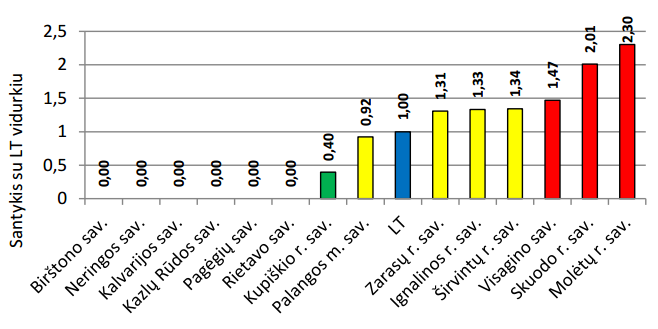 Santykis su LT vidurkiu
2,5
2
1,5
1
0,5
0
0,00
0,00
0,00
0,00
0,00
0,00
0,40
0,92
1,00
1,31
1,33
1,34
1,47
2,01
2,30
Birštono sav.
Neringos sav.
Kalvarijos sav.
Kazlų Rūdos sav.
Pagėgių sav.
Rietavo sav.
Kupiškio r. sav.
Palangos m. sav.
LT
Zarasų r. sav.
Ignalinos r. sav.
Širvintų r. sav.
Visagino sav.
Skuodo r. sav.
Molėtų r. sav.